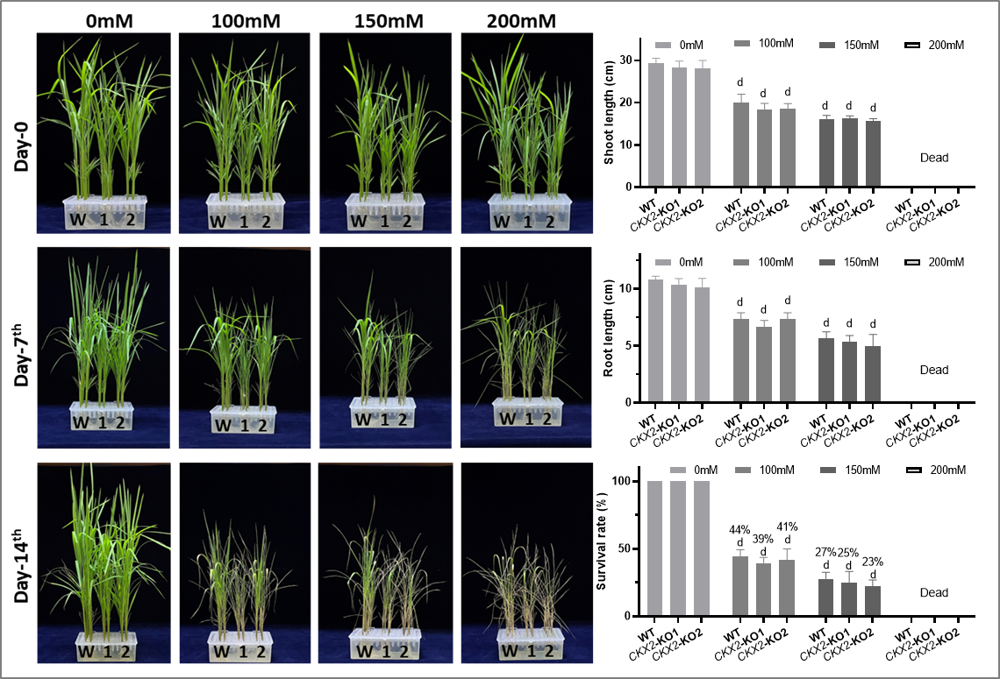 0mM 100mM 150mM 200mM
Day-0
W 1 2
W 1 2
W 1 2
W 1 2
Day-7th
W 1 2
W 1 2
W 1 2
W 1 2
Day-14th
W 1 2
W 1 2
W 1 2
W 1 2
0mM 100mM 150mM 200mM
Shoot length (cm)
30
20
10
0
d d d
d d d
Dead
WT CKX2-KO1 CKX2-KO2 WT CKX2-KO1 CKX2-KO2 WT CKX2-KO1 CKX2-KO2 WT CKX2-KO1 CKX2-KO2
0mM 100mM 150mM 200mM
Root length (cm)
10
5
0
d d d
d d d
Dead
WT CKX2-KO1 CKX2-KO2 WT CKX2-KO1 CKX2-KO2 WT CKX2-KO1 CKX2-KO2 WT CKX2-KO1 CKX2-KO2
0mM 100mM 150mM 200mM
Survival rate (%)
100
50
0
44% 39% 41%
d d d
27% 25% 23%
d d d
Dead
WT CKX2-KO1 CKX2-KO2 WT CKX2-KO1 CKX2-KO2 WT CKX2-KO1 CKX2-KO2 WT CKX2-KO1 CKX2-KO2